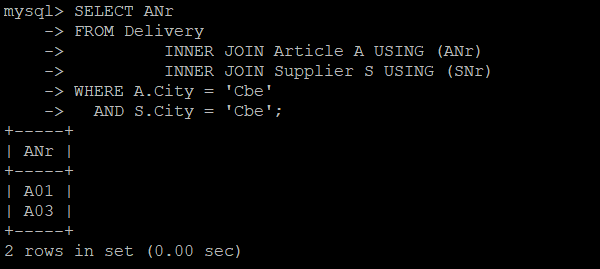 mysql> SELECT ANr
    -> FROM Delivery
    ->          INNER JOIN Article A USING (ANr)
    ->          INNER JOIN Supplier S USING (SNr)
    -> WHERE A.City = 'Cbe'
    ->   AND S.City = 'Cbe';
+-----+
| ANr |
+-----+
| A01 |
| A03 |
+-----+
2 rows in set (0.00 sec)